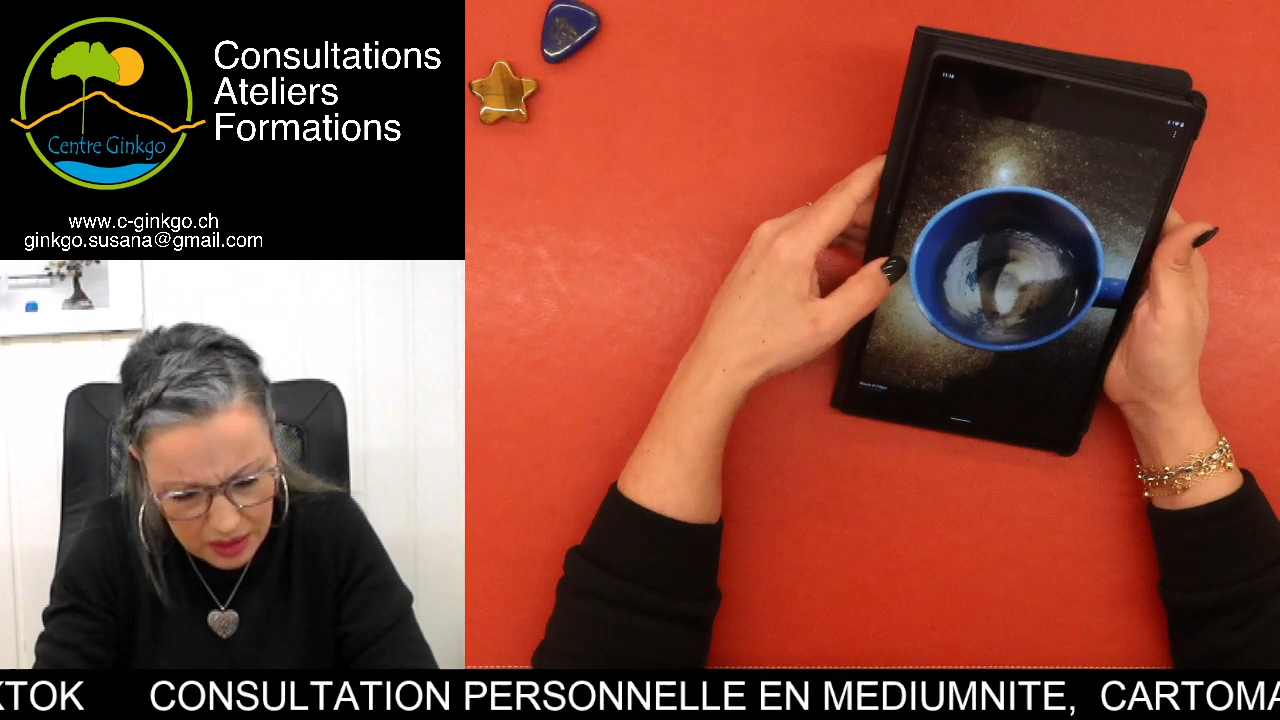 Consultations
Ateliers
Formations
Centre Ginkgo
www.c-ginkgo.ch
ginkgo.susana@gmail.com
KTOK CONSULTATION PERSONNELLE EN MEDIUMNITE, CARTOMA